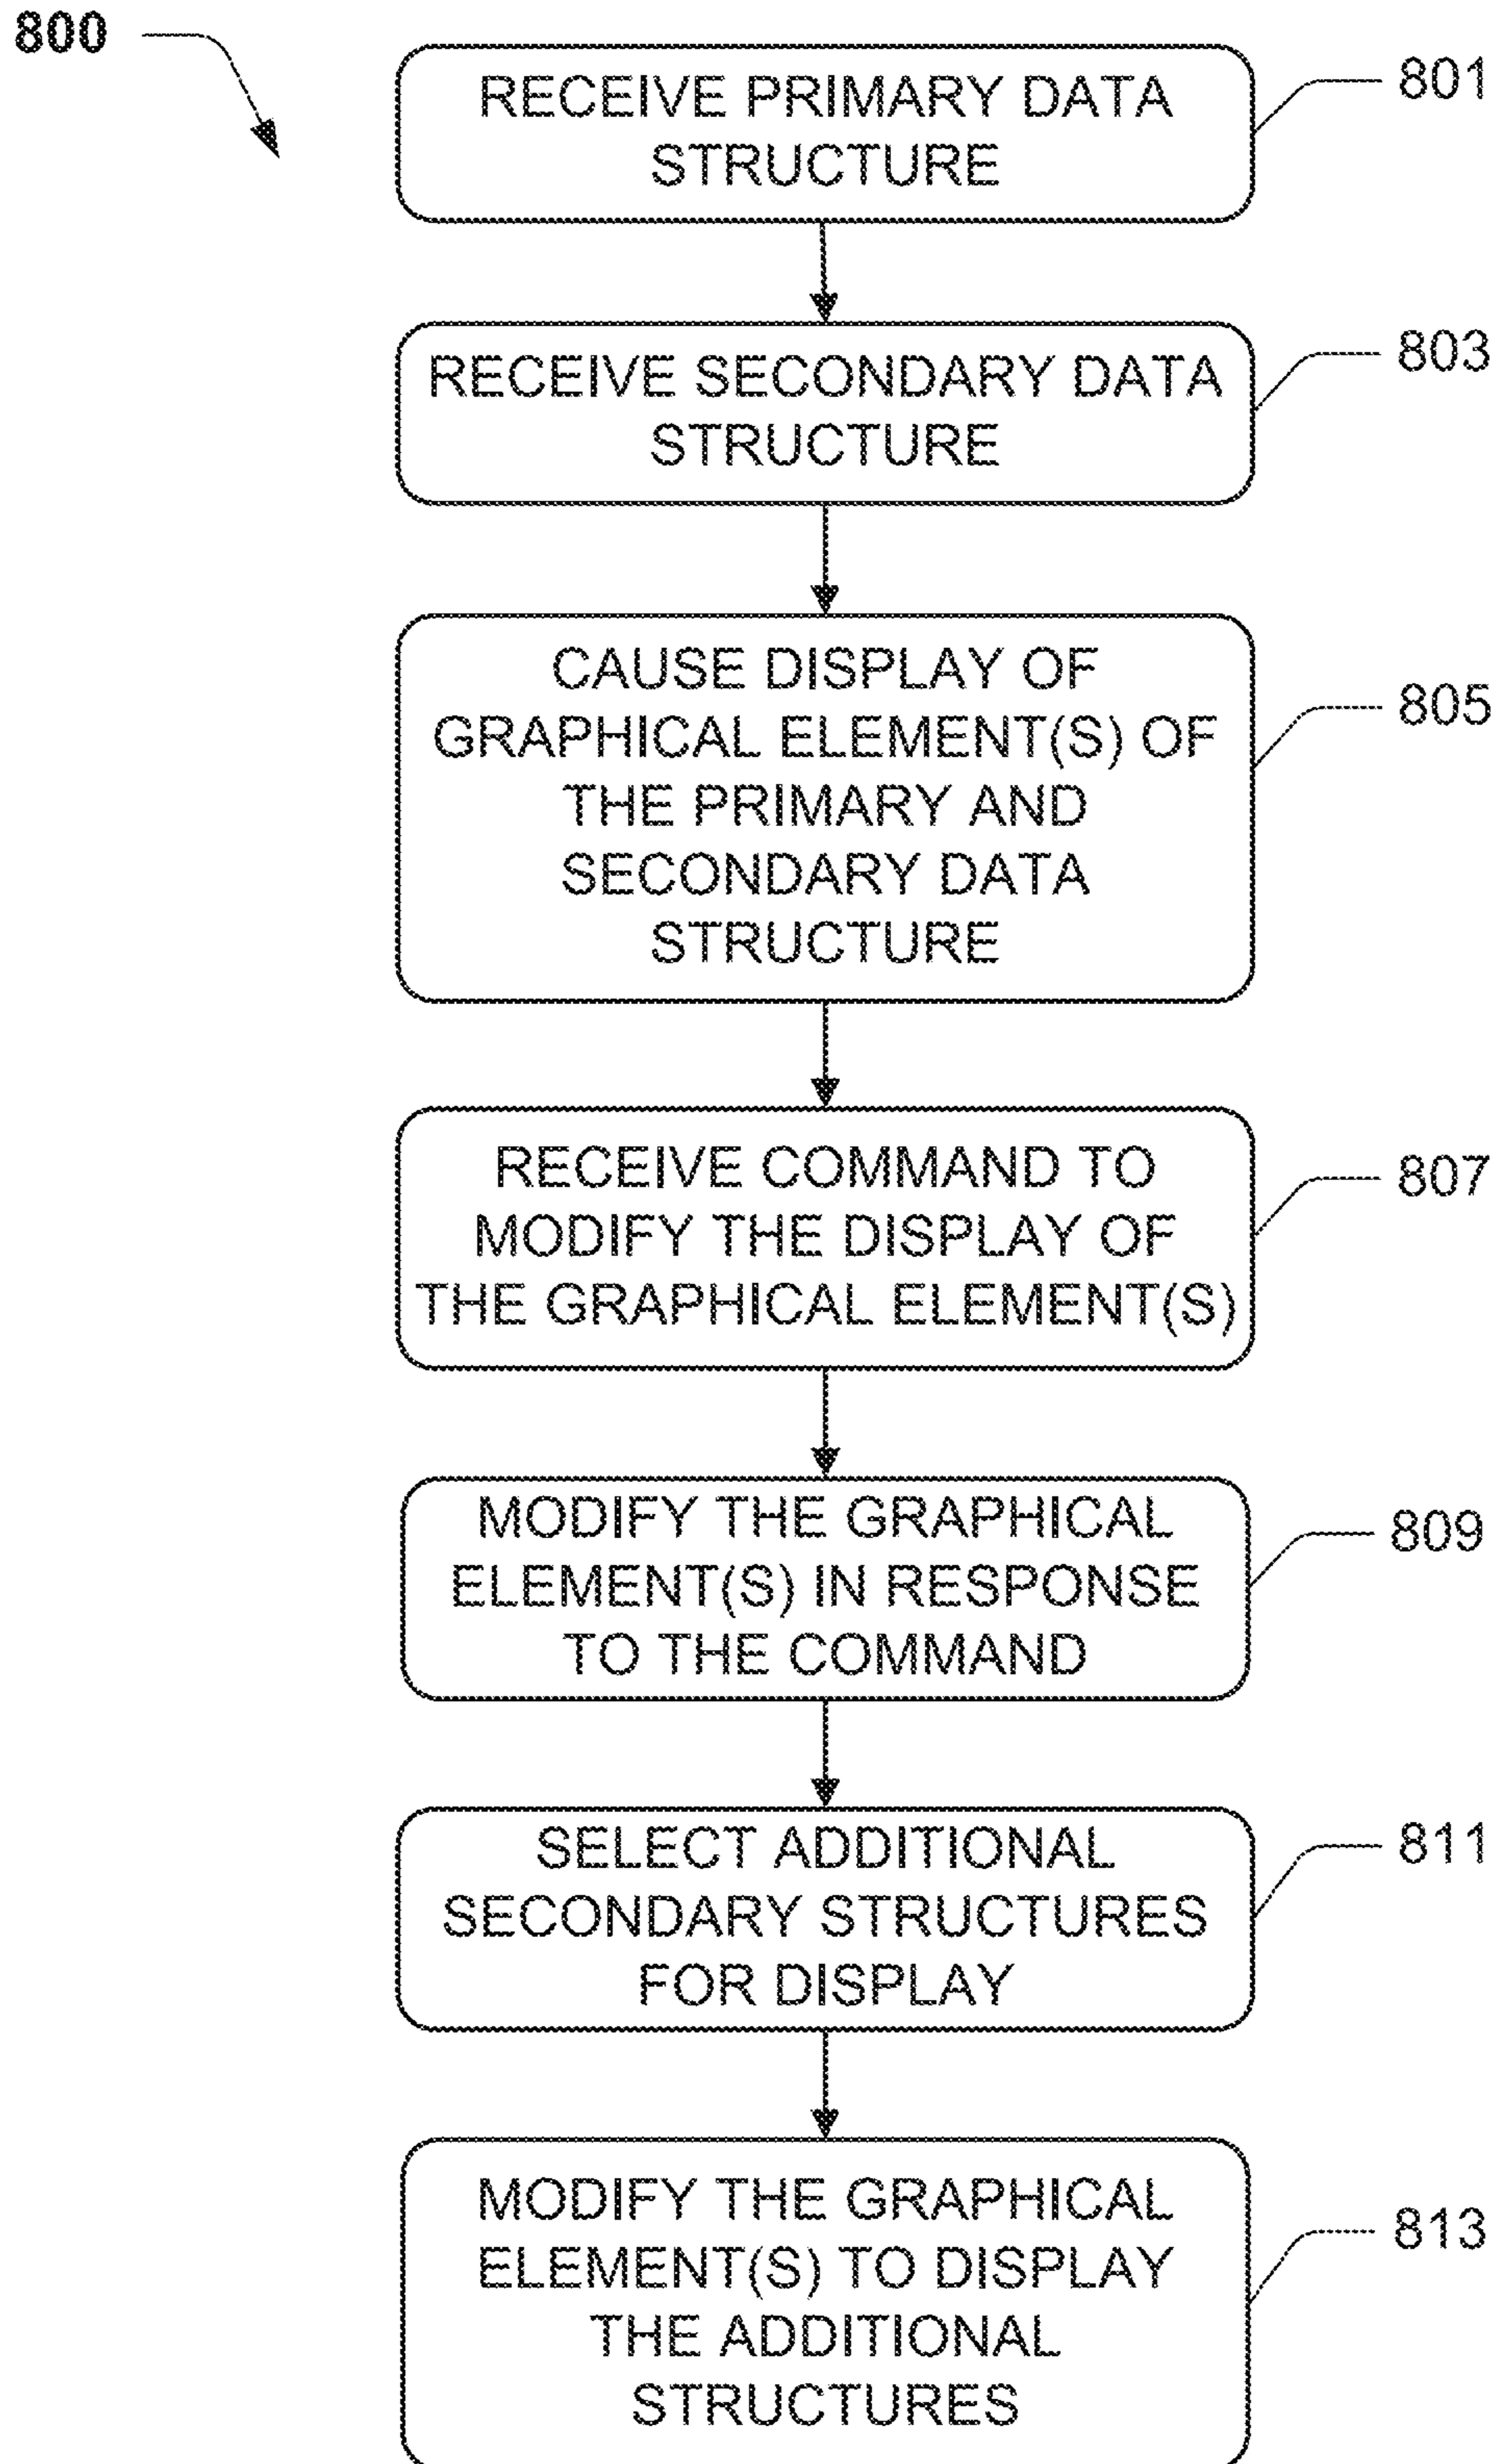 800
RECEIVE PRIMARY DATA
STRUCTURE
801
RECEIVE SECONDARY DATA
STRUCTURE
803
CAUSE DISPLAY OF
GRAPHICAL ELEMENT(S) OF
THE PRIMARY AND
SECONDARY DATA
STRUCTURE
805
RECEIVE COMMAND TO
MODIFY THE DISPLAY OF
THE GRAPHICAL ELEMENT(S)
807
MODIFY THE GRAPHICAL
ELEMENT(S) IN RESPONSE
TO THE COMMAND
809
SELECT ADDITIONAL
SECONDARY STRUCTURES
FOR DISPLAY
811
MODIFY THE GRAPHICAL
ELEMENT(S) TO DISPLAY
THE ADDITIONAL
STRUCTURES
813